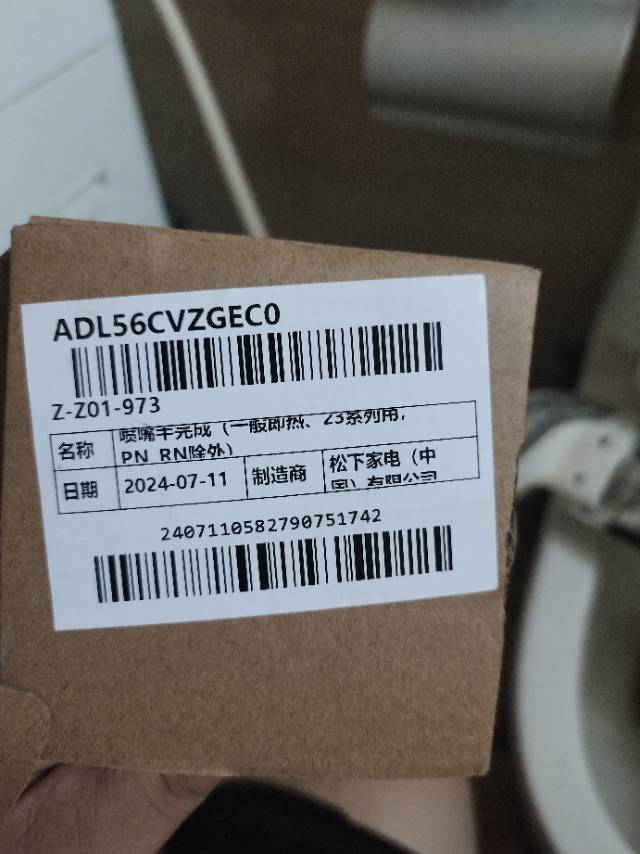 ADL56CVZGEC0
Z-Z01-973
名称 喷嘴半完成（一般即热、23系列用，
PN RN除外）
日期 2024-07-11 制造商 松下家电（中
国）有限公司
2407110582790751742